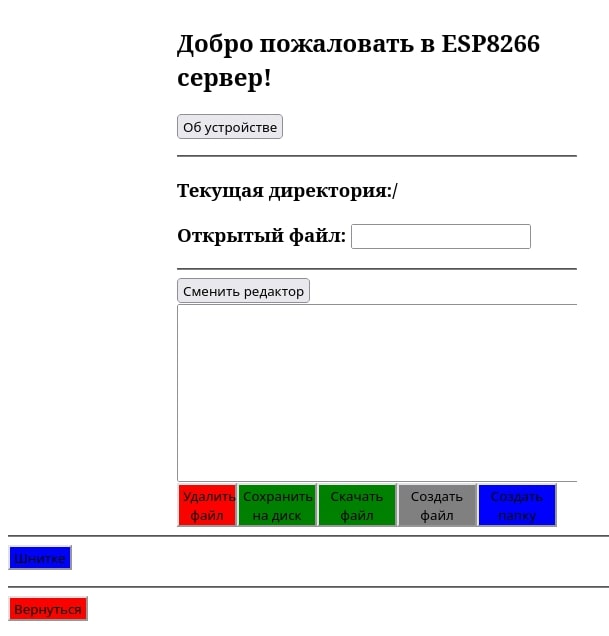 Добро пожаловать в ESP8266
сервер!
Об устройстве
Текущая директория:/
Открытый файл:
Сменить редактор
Удалить файл
Сохранить на диск
Скачать файл
Создать файл
Создать папку
Шнитке
Вернуться